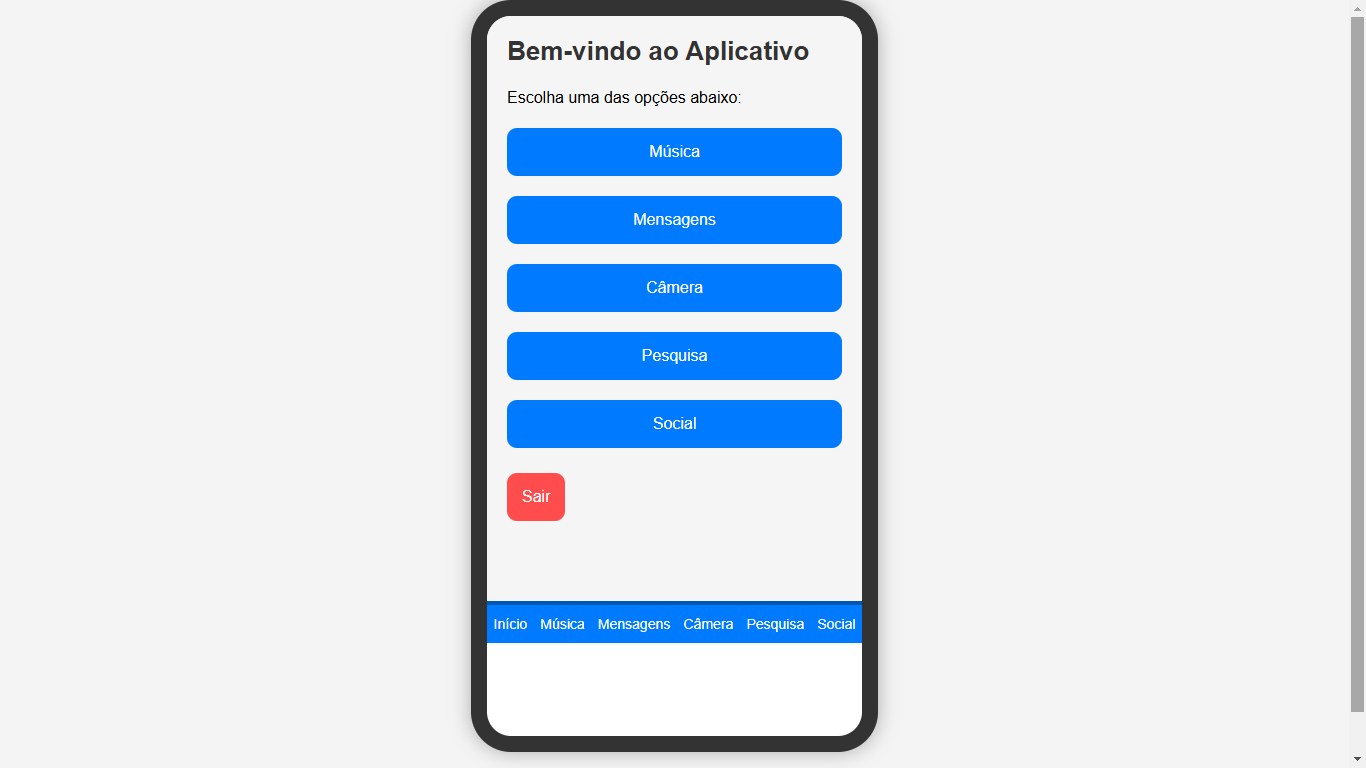 Bem-vindo ao Aplicativo
Escolha uma das opções abaixo:
Música
Mensagens
Câmera
Pesquisa
Social
Sair
Início Música Mensagens Câmera Pesquisa Social